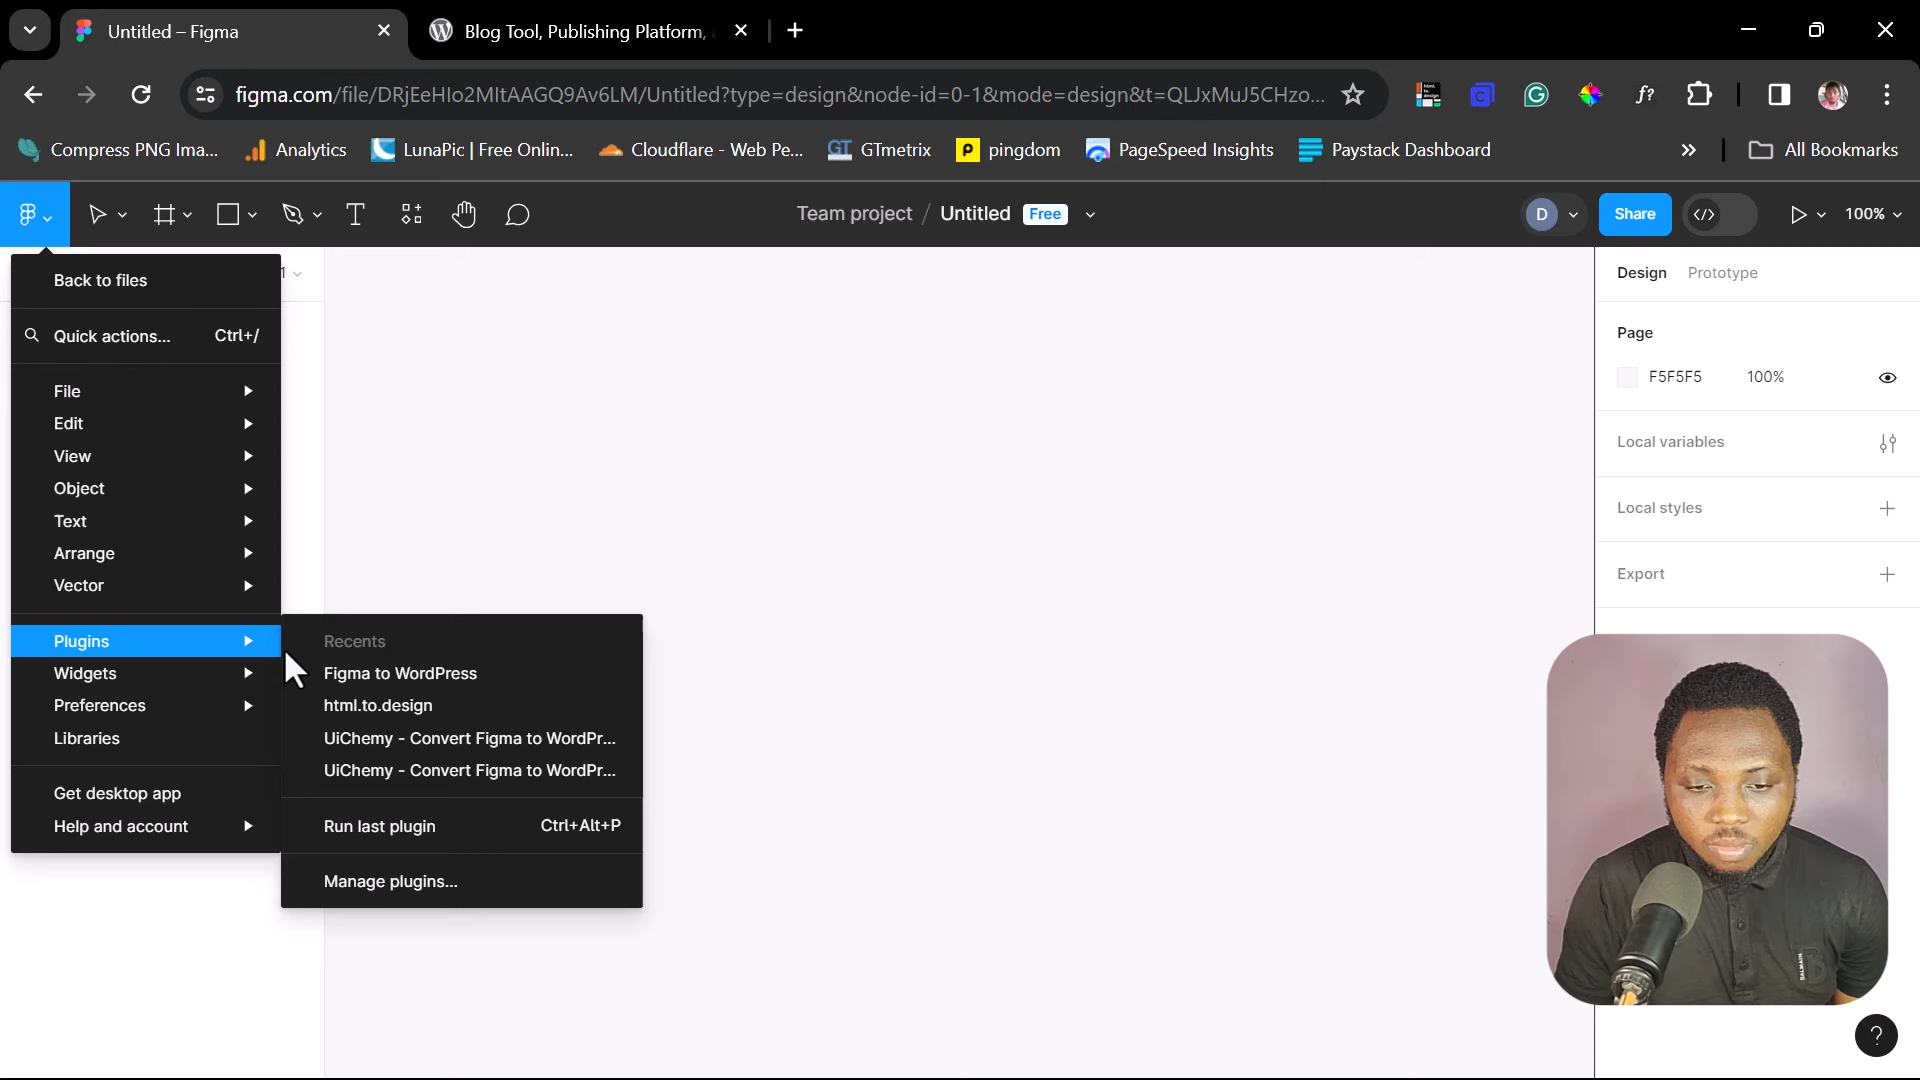 Untitled – Figma
Blog Tool, Publishing Platform,
figma.com/file/DRjEeHIo2MItAAGQ9Av6LM/Untitled?type=design&node-id=0-1&mode=design&t=QLJxMuJ5CHzo...
f?
Compress PNG Ima...
Analytics
LunaPic | Free Onlin...
Cloudflare - Web Pe...
GT GTmetrix
p pingdom
PageSpeed Insights
Paystack Dashboard
All Bookmarks
Team project / Untitled Free
D
Share
100%
Back to files
1
Quick actions... Ctrl+/
File
Edit
View
Object
Text
Arrange
Vector
Plugins
Widgets
Preferences
Libraries
Get desktop app
Help and account
Recents
Figma to WordPress
html.to.design
UiChemy - Convert Figma to WordPr...
UiChemy - Convert Figma to WordPr...
Run last plugin Ctrl+Alt+P
Manage plugins...
Design Prototype
Page
F5F5F5 100%
Local variables
Local styles
Export
BALMAIN
?